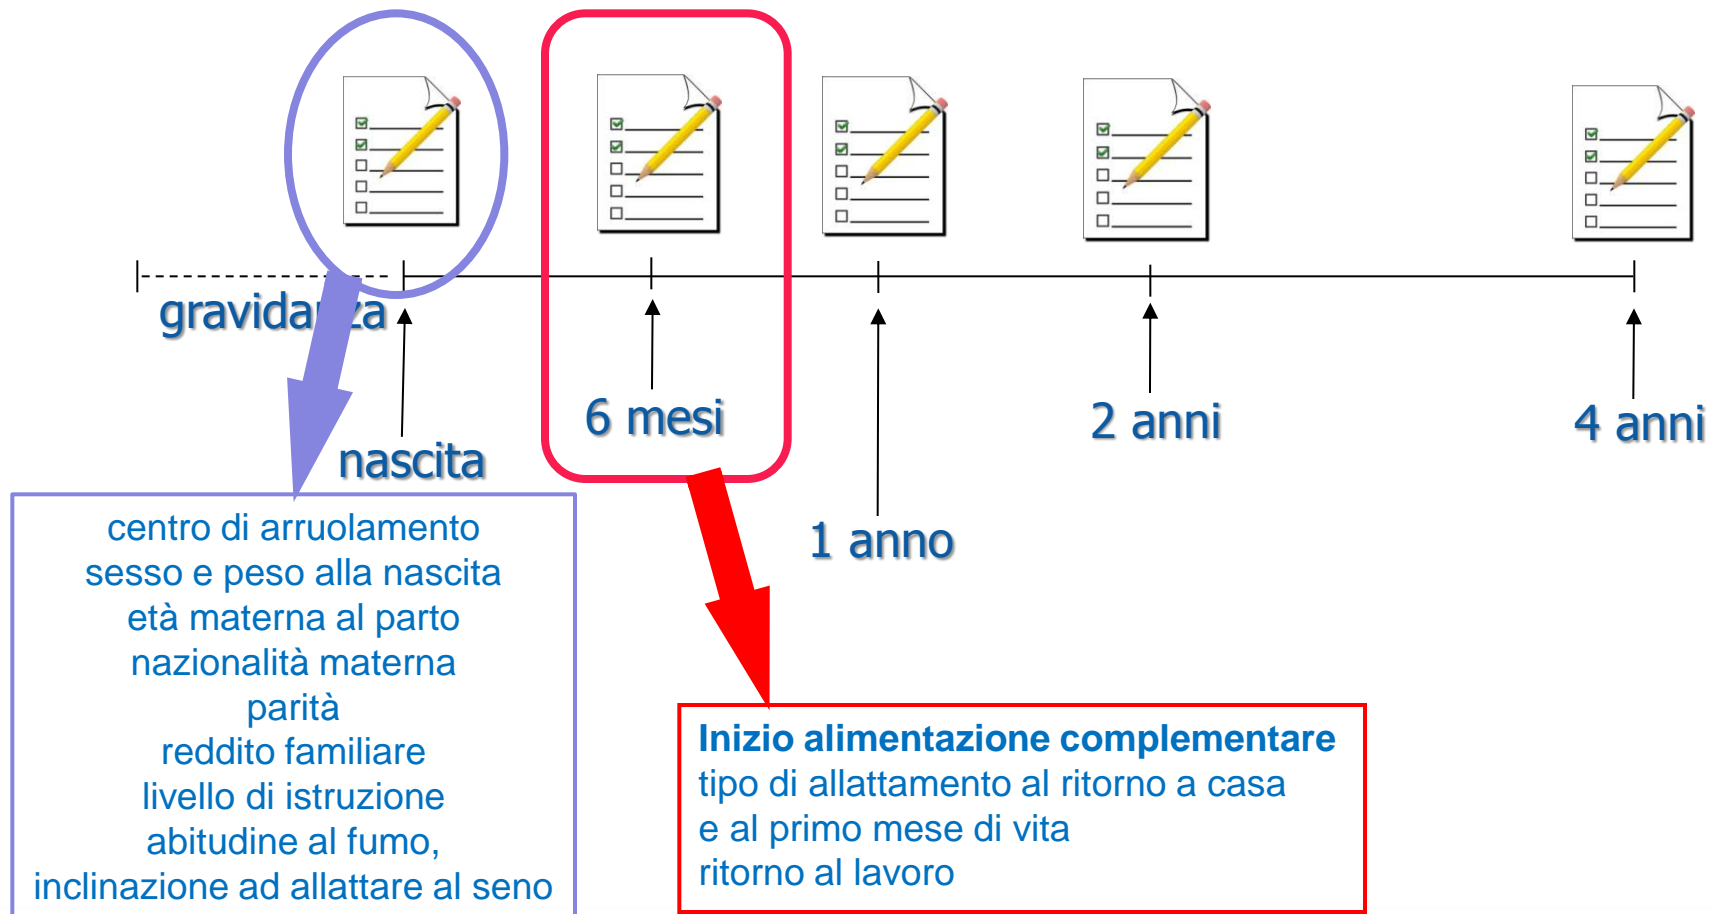 gravidanza
6 mesi
2 anni
4 anni
nascita
1 anno
centro di arruolamento
sesso e peso alla nascita
età materna al parto
nazionalità materna
parità
reddito familiare
livello di istruzione
abitudine al fumo,
inclinazione ad allattare al seno
Inizio alimentazione complementare
tipo di allattamento al ritorno a casa
e al primo mese di vita
ritorno al lavoro